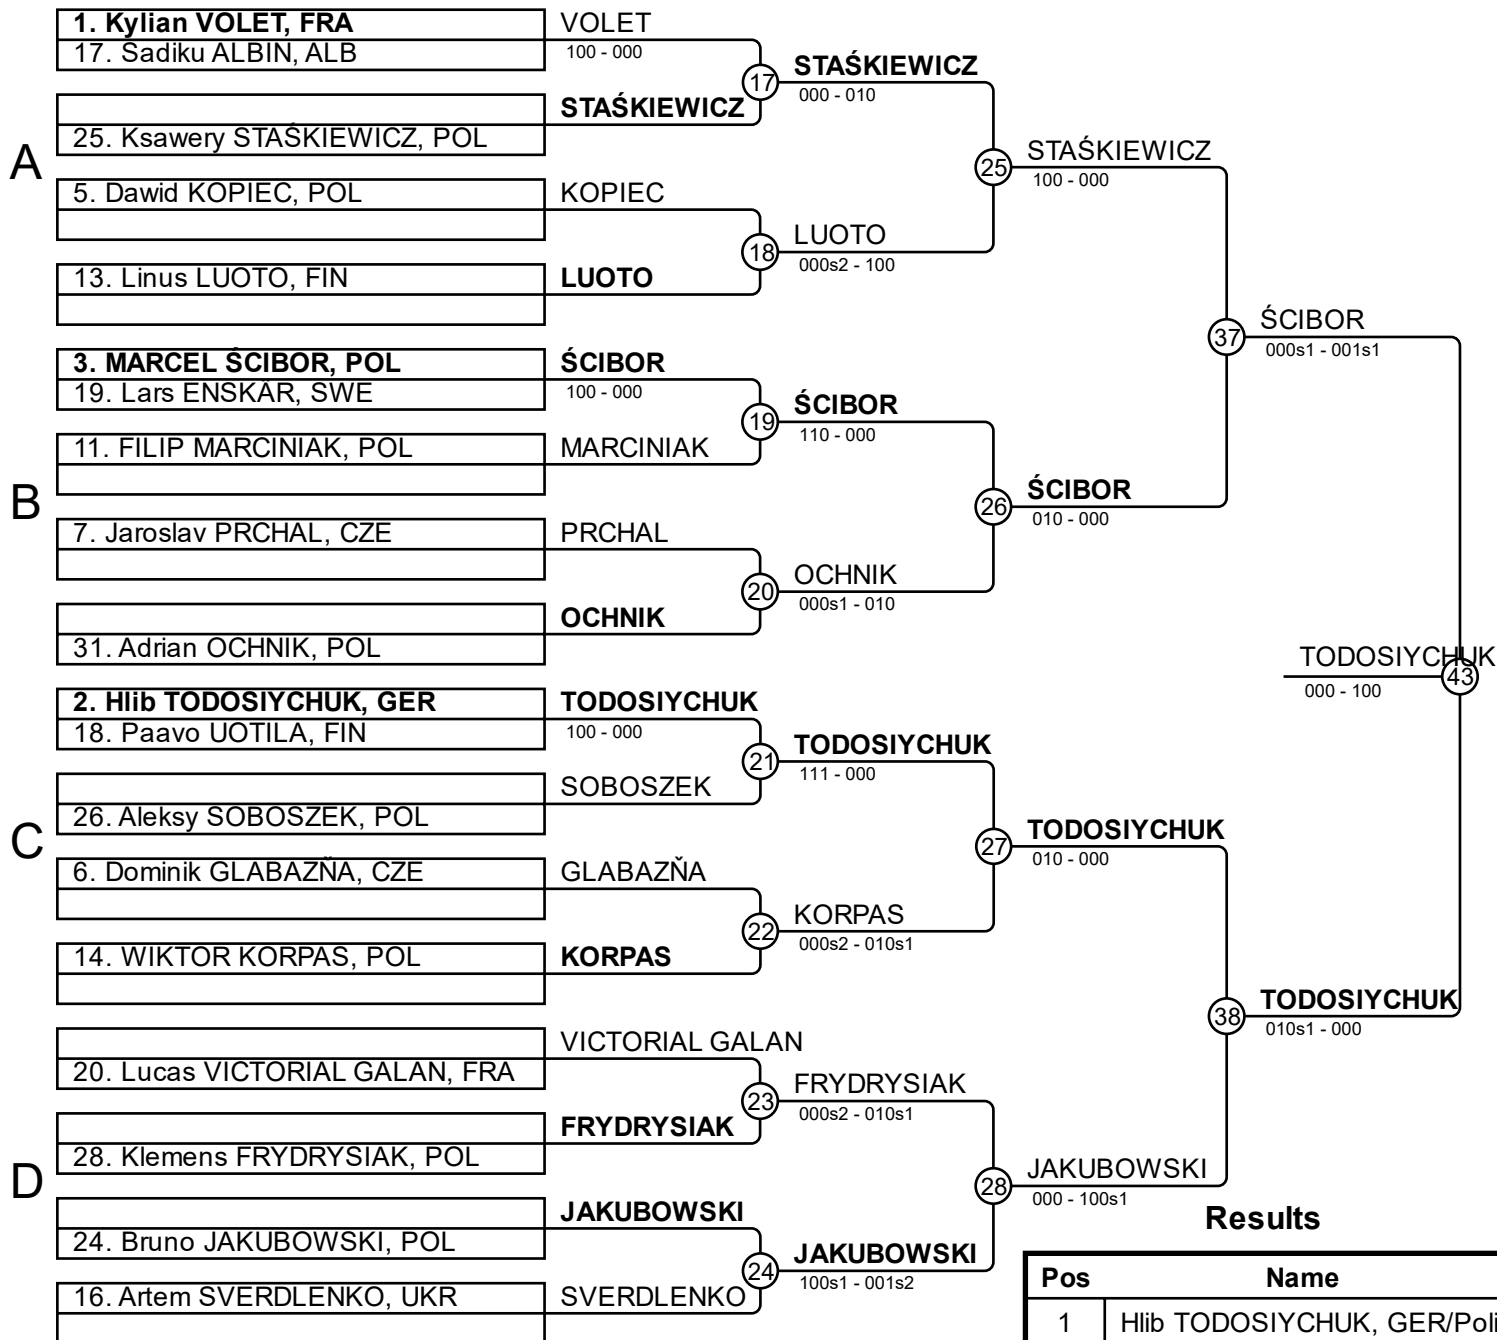 1. Kylian VOLET, FRA
17. Sadiku ALBIN, ALB
VOLET
100 - 000
17
STAŚKIEWICZ
000 - 010
STAŚKIEWICZ
25. Ksawery STAŚKIEWICZ, POL
A
25
STAŚKIEWICZ
100 - 000
5. Dawid KOPIEC, POL
KOPIEC
18
LUOTO
000s2 - 100
13. Linus LUOTO, FIN
LUOTO
37
ŚCIBOR
000s1 - 001s1
3. MARCEL ŚCIBOR, POL
19. Lars ENSKÄR, SWE
ŚCIBOR
100 - 000
19
ŚCIBOR
110 - 000
11. FILIP MARCINIAK, POL
MARCINIAK
B
26
ŚCIBOR
010 - 000
7. Jaroslav PRCHAL, CZE
PRCHAL
20
OCHNIK
000s1 - 010
OCHNIK
31. Adrian OCHNIK, POL
TODOSIYCHUK
000 - 100
43
2. Hlib TODOSIYCHUK, GER
18. Paavo UOTILA, FIN
TODOSIYCHUK
100 - 000
21
TODOSIYCHUK
111 - 000
SOBOSZEK
26. Aleksy SOBOSZEK, POL
C
27
TODOSIYCHUK
010 - 000
6. Dominik GLABAZŇA, CZE
GLABAZŇA
22
KORPAS
000s2 - 010s1
14. WIKTOR KORPAS, POL
KORPAS
38
TODOSIYCHUK
010s1 - 000
VICTORIAL GALAN
20. Lucas VICTORIAL GALAN, FRA
23
FRYDRYSIAK
000s2 - 010s1
FRYDRYSIAK
28. Klemens FRYDRYSIAK, POL
D
28
JAKUBOWSKI
000 - 100s1
JAKUBOWSKI
24. Bruno JAKUBOWSKI, POL
24
JAKUBOWSKI
100s1 - 001s2
16. Artem SVERDLENKO, UKR
SVERDLENKO
Results
Pos Name
1 Hlib TODOSIYCHUK, GER/Poli